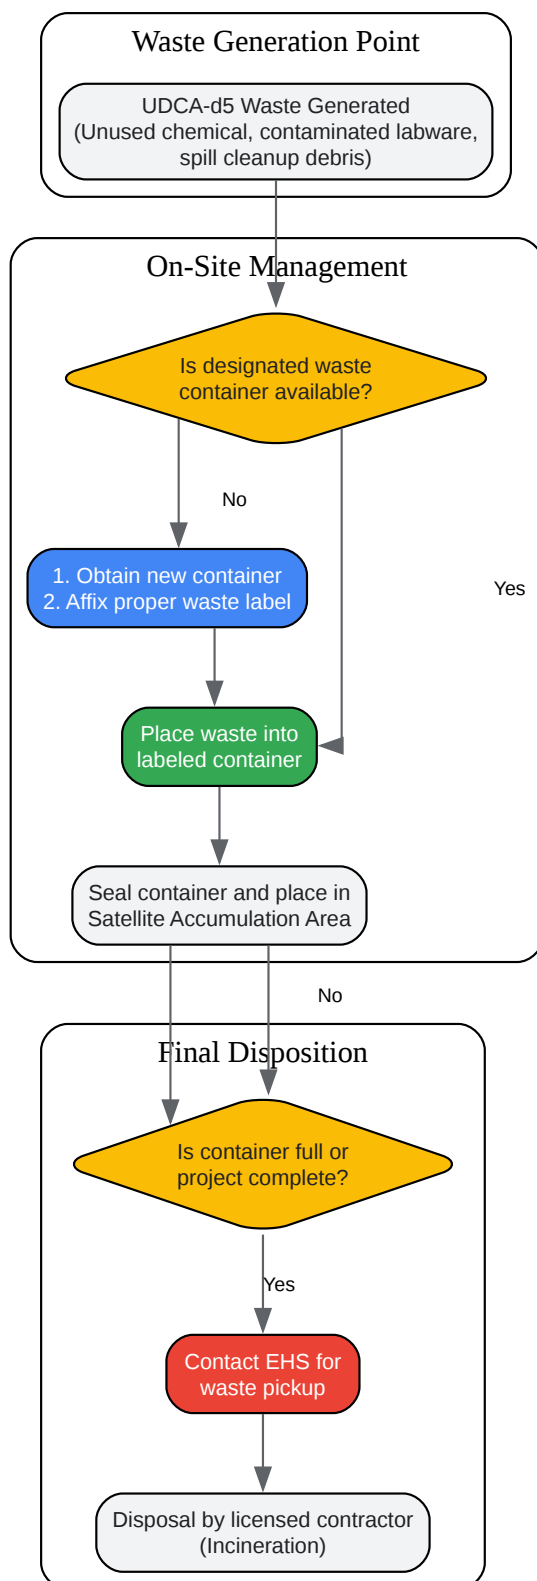 Waste Generation Point
UDCA-d5 Waste Generated
(Unused chemical, contaminated labware,
spill cleanup debris)
On-Site Management
Is designated waste
container available?
No
Yes
1. Obtain new container
2. Affix proper waste label
Place waste into
labeled container
Seal container and place in
Satellite Accumulation Area
No
Final Disposition
Is container full or
project complete?
Yes
Contact EHS for
waste pickup
Disposal by licensed contractor
(Incineration)